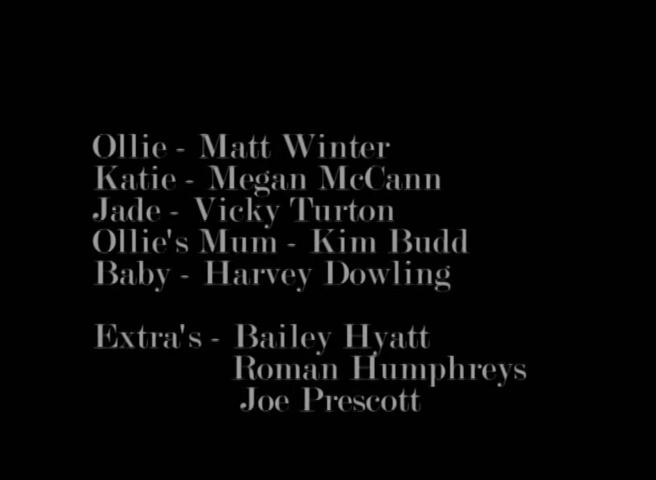 Ollie - Matt Winter
Katie - Megan McCann
Jade - Vicky Turton
Ollie's Mum - Kim Budd
Baby - Harvey Dowling
Extra's - Bailey Hyatt
Roman Humphreys
Joe Prescott